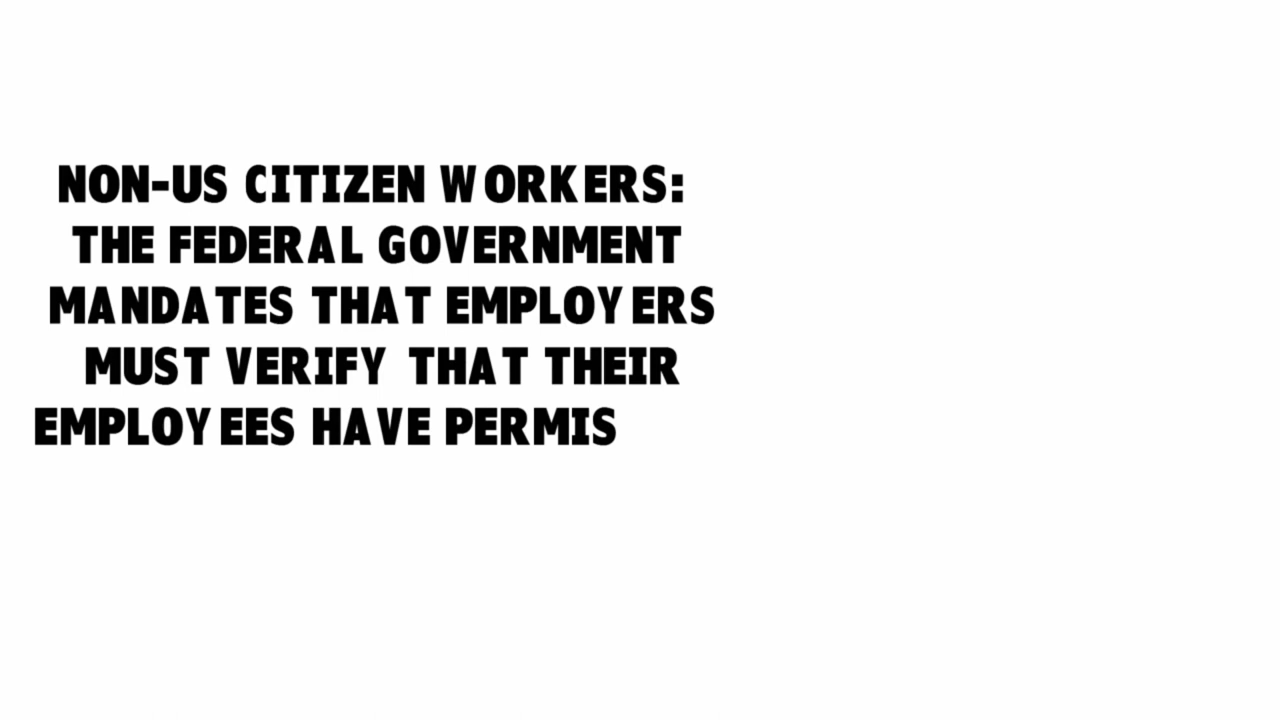 NON-US CITIZEN WORKERS:
THE FEDERAL GOVERNMENT
MANDATES THAT EMPLOYERS
MUST VERIFY THAT THEIR
EMPLOYEES HAVE PERMIS